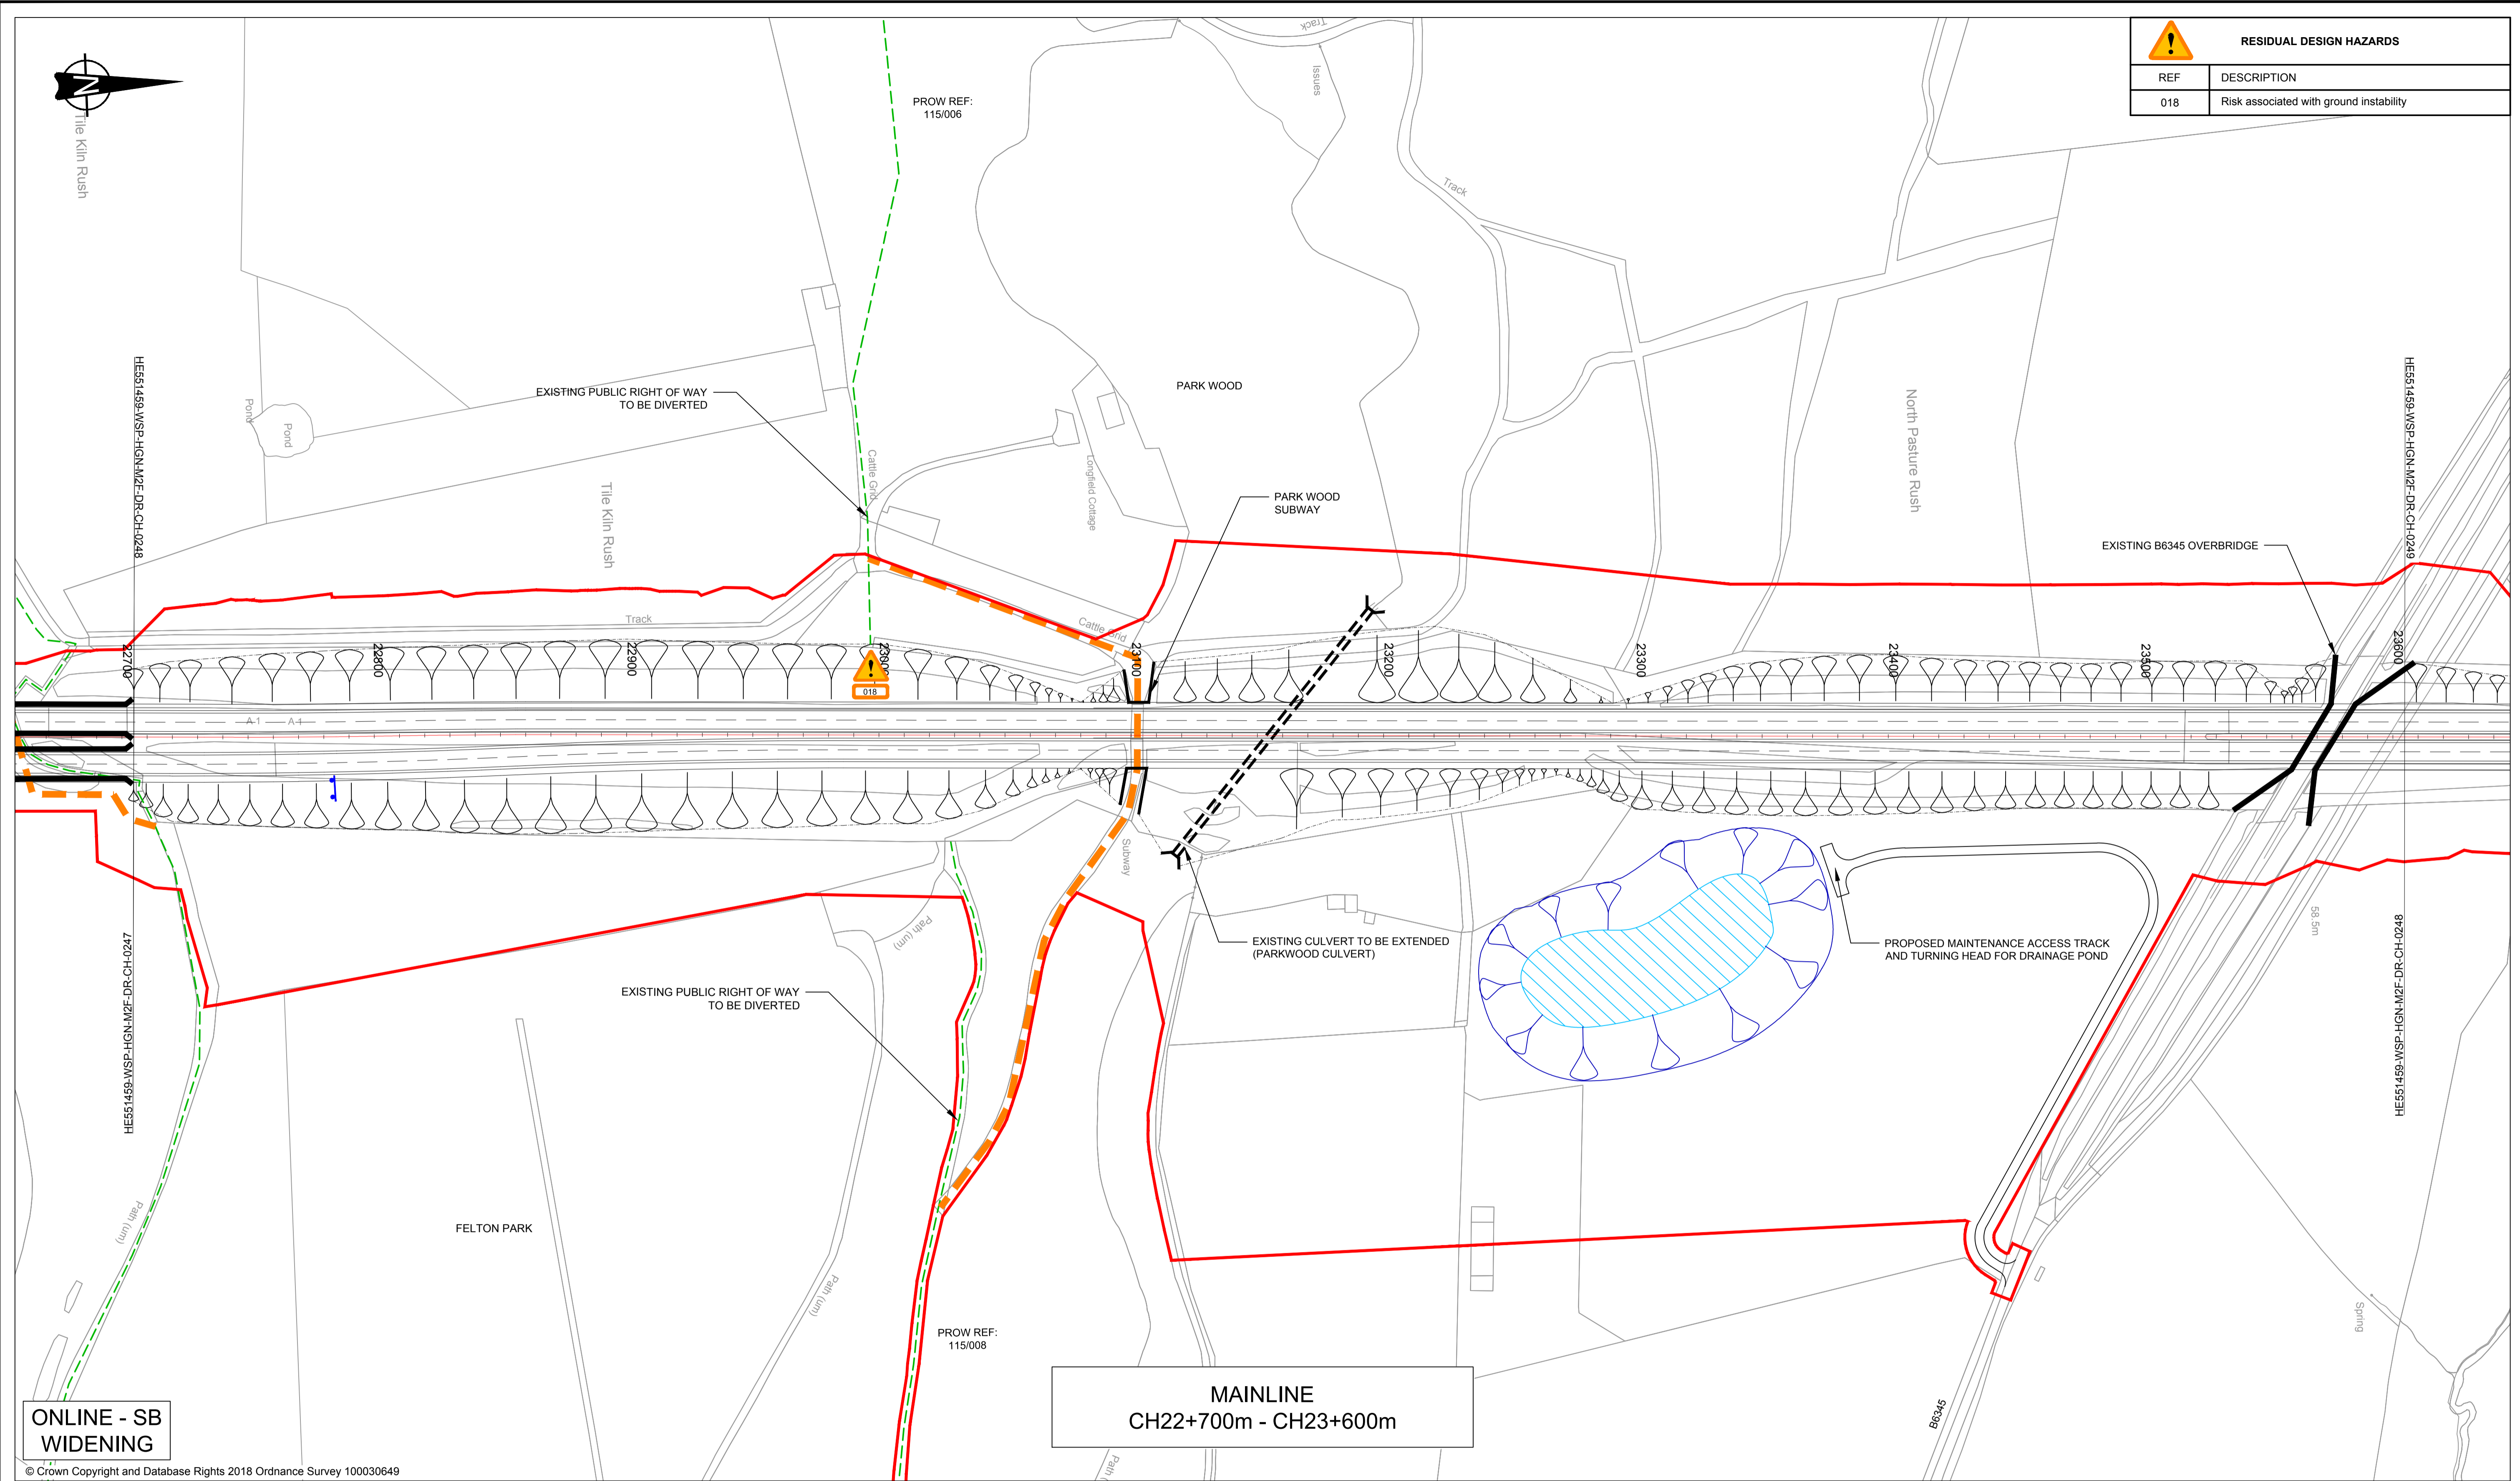 RESIDUAL DESIGN HAZARDS
REF
DESCRIPTION
018
Risk associated with ground instability
N
Tile Kiln Rush
PROW REF:
115/006
Track
Issues
Track
HE551459-WSP-HGN-M2F-DR-CH-0248
Pond
Pond
EXISTING PUBLIC RIGHT OF WAY
TO BE DIVERTED
Cattle Grid
Tile Kiln Rush
Longfield Cottage
PARK WOOD
PARK WOOD
SUBWAY
North Pasture Rush
EXISTING B6345 OVERBRIDGE
HE551459-WSP-HGN-M2F-DR-CH-0249
Track
Cattle Grid
22700
22800
22900
23000
23100
23200
23300
23400
23500
23600
018
A 1
A 1
Subway
HE551459-WSP-HGN-M2F-DR-CH-0247
Path (um)
EXISTING CULVERT TO BE EXTENDED
(PARKWOOD CULVERT)
PROPOSED MAINTENANCE ACCESS TRACK
AND TURNING HEAD FOR DRAINAGE POND
58.5m
HE551459-WSP-HGN-M2F-DR-CH-0248
EXISTING PUBLIC RIGHT OF WAY
TO BE DIVERTED
FELTON PARK
Path (um)
Path (um)
PROW REF:
115/008
Spring
B6345
MAINLINE
CH22+700m - CH23+600m
Path (
ONLINE - SB
WIDENING
© Crown Copyright and Database Rights 2018 Ordnance Survey 100030649